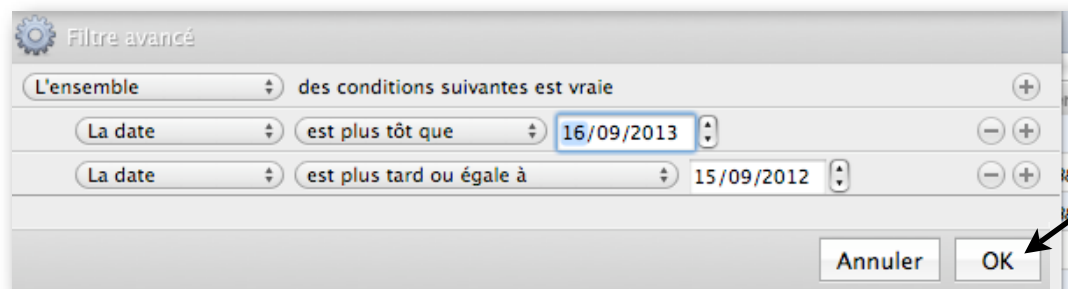 Filtre avancé
L'ensemble des conditions suivantes est vraie
La date est plus tôt que 16/09/2013
La date est plus tard ou égale à 15/09/2012
Annuler OK